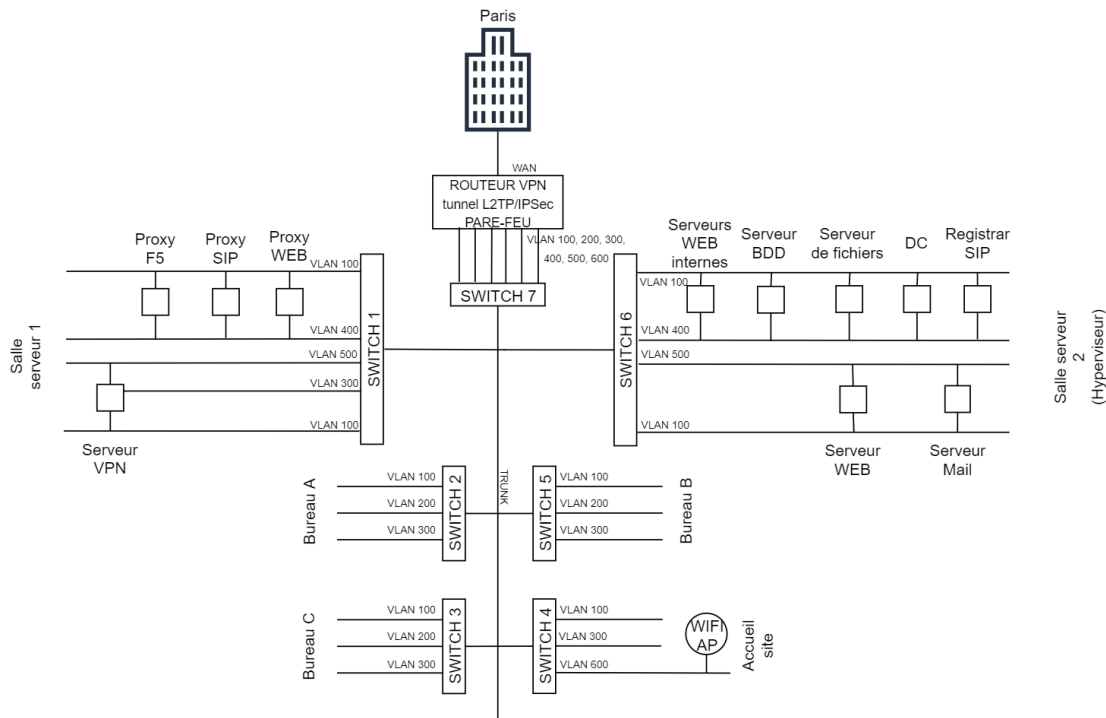 Paris
WAN
ROUTEUR VPN
tunnel L2TP/IPSec
PARE-FEU
VLAN 100, 200, 300,
400, 500, 600
SWITCH 7
Salle
serveur 1
Proxy
F5
Proxy
SIP
Proxy
WEB
VLAN 100
VLAN 400
VLAN 500
VLAN 300
VLAN 100
SWITCH 1
Serveur
VPN
SWITCH 6
Serveurs
WEB
internes
Serveur
BDD
Serveur
de fichiers
DC
Registrar
SIP
VLAN 100
VLAN 400
VLAN 500
VLAN 100
Serveur
WEB
Serveur
Mail
Salle serveur
2
(Hyperviseur)
TRUNK
Bureau A
VLAN 100
VLAN 200
VLAN 300
SWITCH 2
SWITCH 5
VLAN 100
VLAN 200
VLAN 300
Bureau B
Bureau C
VLAN 100
VLAN 200
VLAN 300
SWITCH 3
SWITCH 4
VLAN 100
VLAN 300
VLAN 600
WIFI
AP
Accueil
site